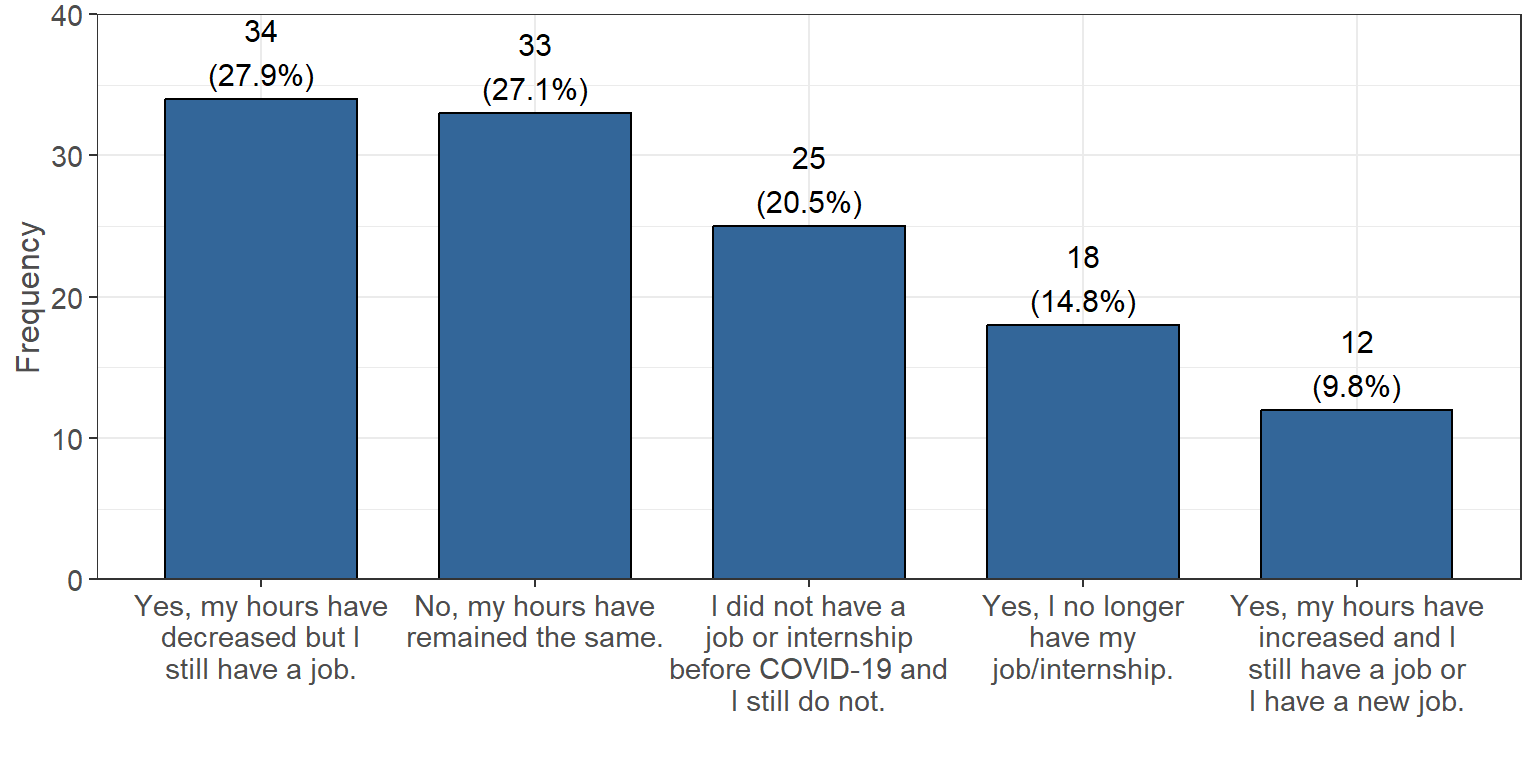 40
30
20
10
0
Frequency
34
(27.9%)
33
(27.1%)
25
(20.5%)
18
(14.8%)
12
(9.8%)
Yes, my hours have
decreased but I
still have a job.
No, my hours have
remained the same.
I did not have a
job or internship
before COVID-19 and
I still do not.
Yes, I no longer
have my
job/internship.
Yes, my hours have
increased and I
still have a job or
I have a new job.